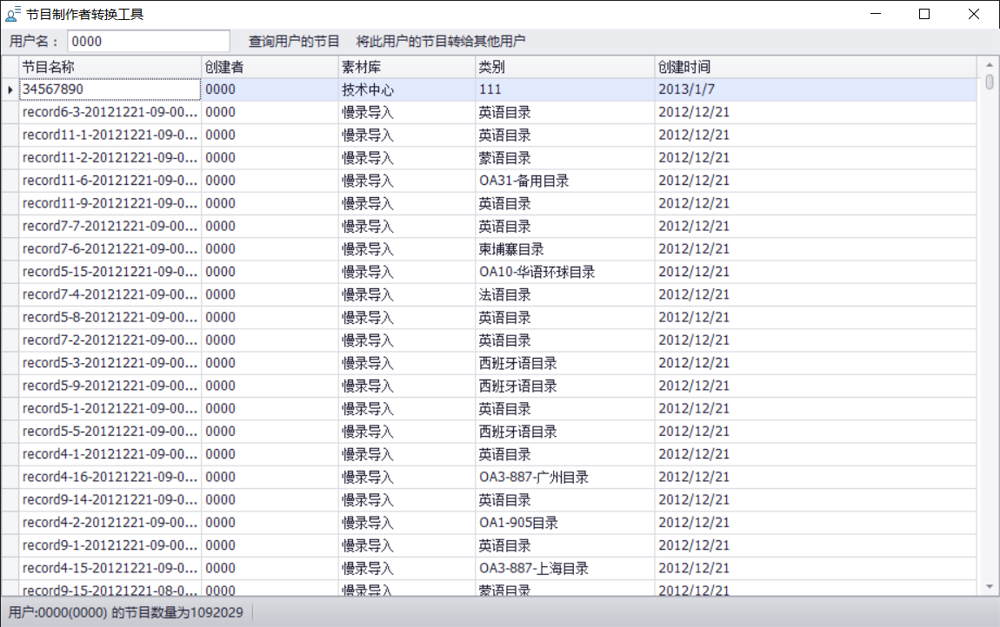 节目制作者转换工具
用户名： 0000 查询用户的节目 将此用户的节目转给其他用户
节目名称 创建者 素材库 类别 创建时间
34567890 0000 技术中心 111 2013/1/7
record6-3-20121221-09-00... 0000 慢录导入 英语目录 2012/12/21
record11-1-20121221-09-0... 0000 慢录导入 英语目录 2012/12/21
record11-2-20121221-09-0... 0000 慢录导入 蒙语目录 2012/12/21
record11-6-20121221-09-0... 0000 慢录导入 OA31-备用目录 2012/12/21
record11-9-20121221-09-0... 0000 慢录导入 英语目录 2012/12/21
record7-7-20121221-09-00... 0000 慢录导入 英语目录 2012/12/21
record7-6-20121221-09-00... 0000 慢录导入 柬埔寨目录 2012/12/21
record5-15-20121221-09-0... 0000 慢录导入 OA10-华语环球目录 2012/12/21
record7-4-20121221-09-00... 0000 慢录导入 法语目录 2012/12/21
record5-8-20121221-09-00... 0000 慢录导入 英语目录 2012/12/21
record7-2-20121221-09-00... 0000 慢录导入 英语目录 2012/12/21
record5-3-20121221-09-00... 0000 慢录导入 西班牙语目录 2012/12/21
record5-9-20121221-09-00... 0000 慢录导入 西班牙语目录 2012/12/21
record5-1-20121221-09-00... 0000 慢录导入 英语目录 2012/12/21
record5-5-20121221-09-00... 0000 慢录导入 西班牙语目录 2012/12/21
record4-1-20121221-09-00... 0000 慢录导入 英语目录 2012/12/21
record4-16-20121221-09-0... 0000 慢录导入 OA3-887-广州目录 2012/12/21
record9-14-20121221-09-0... 0000 慢录导入 英语目录 2012/12/21
record4-2-20121221-09-00... 0000 慢录导入 OA1-905目录 2012/12/21
record9-1-20121221-09-00... 0000 慢录导入 英语目录 2012/12/21
record4-15-20121221-09-0... 0000 慢录导入 OA3-887-上海目录 2012/12/21
record9-15-20121221-08-0... 0000 慢录导入 蒙语目录 2012/12/21
用户:0000(0000) 的节目数量为1092029